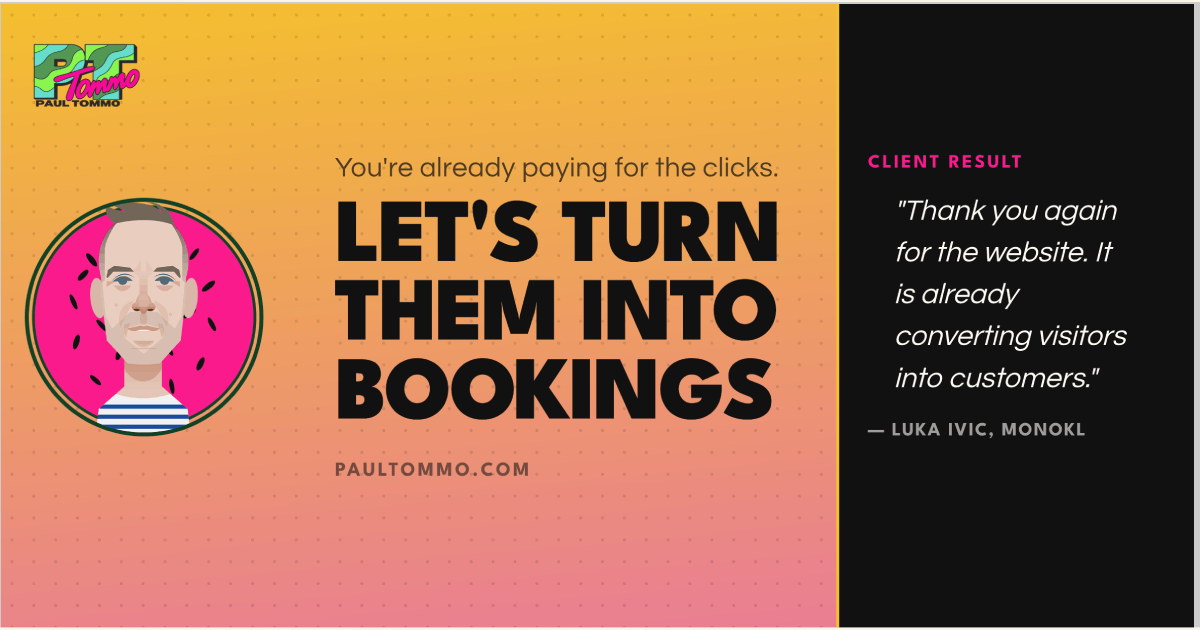 PT
Tommo
PAUL TOMMO
You're already paying for the clicks.
LET'S TURN
THEM INTO
BOOKINGS
PAULTOMMO.COM
CLIENT RESULT
"Thank you again
for the website. It
is already
converting visitors
into customers."
— LUKA IVIC, MONOKL